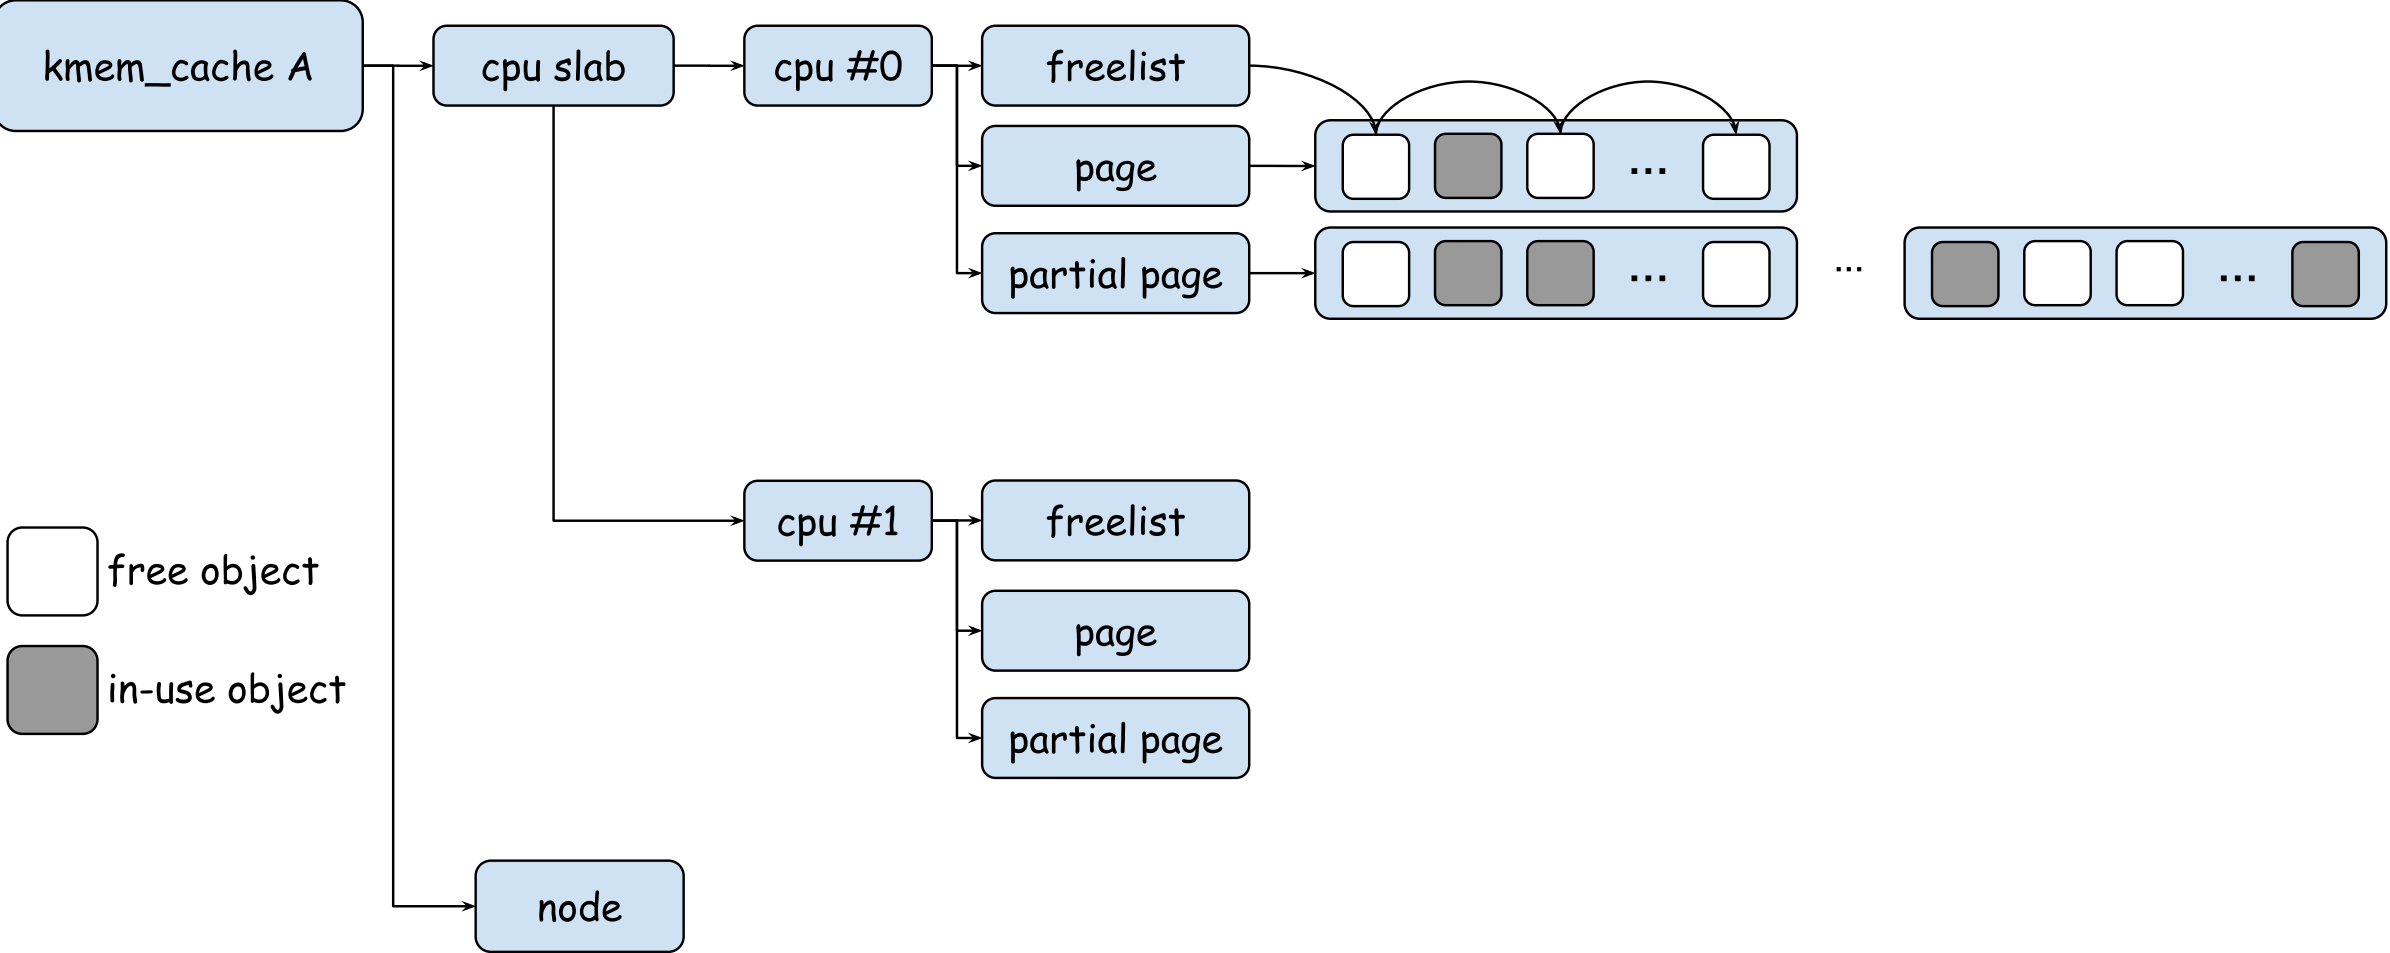 kmem_cache A
cpu slab
cpu #0
freelist
page
...
partial page
...
...
...
cpu #1
freelist
page
partial page
free object
in-use object
node